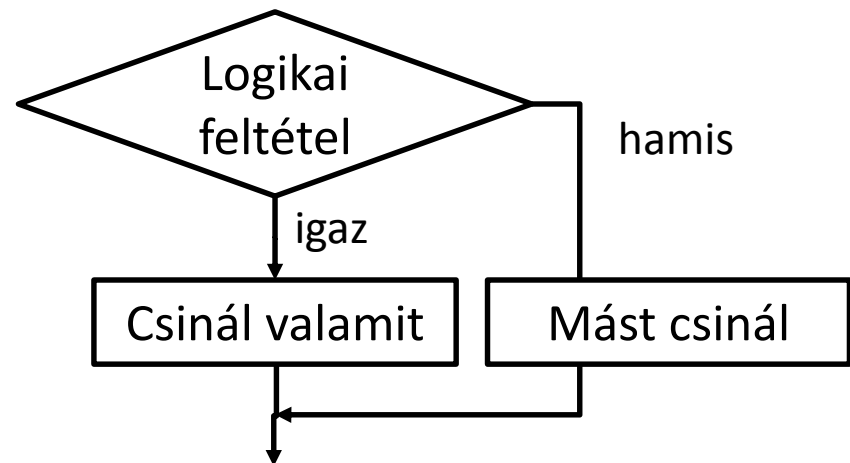 Logikai
feltétel
hamis
igaz
Csinál valamit
Mást csinál